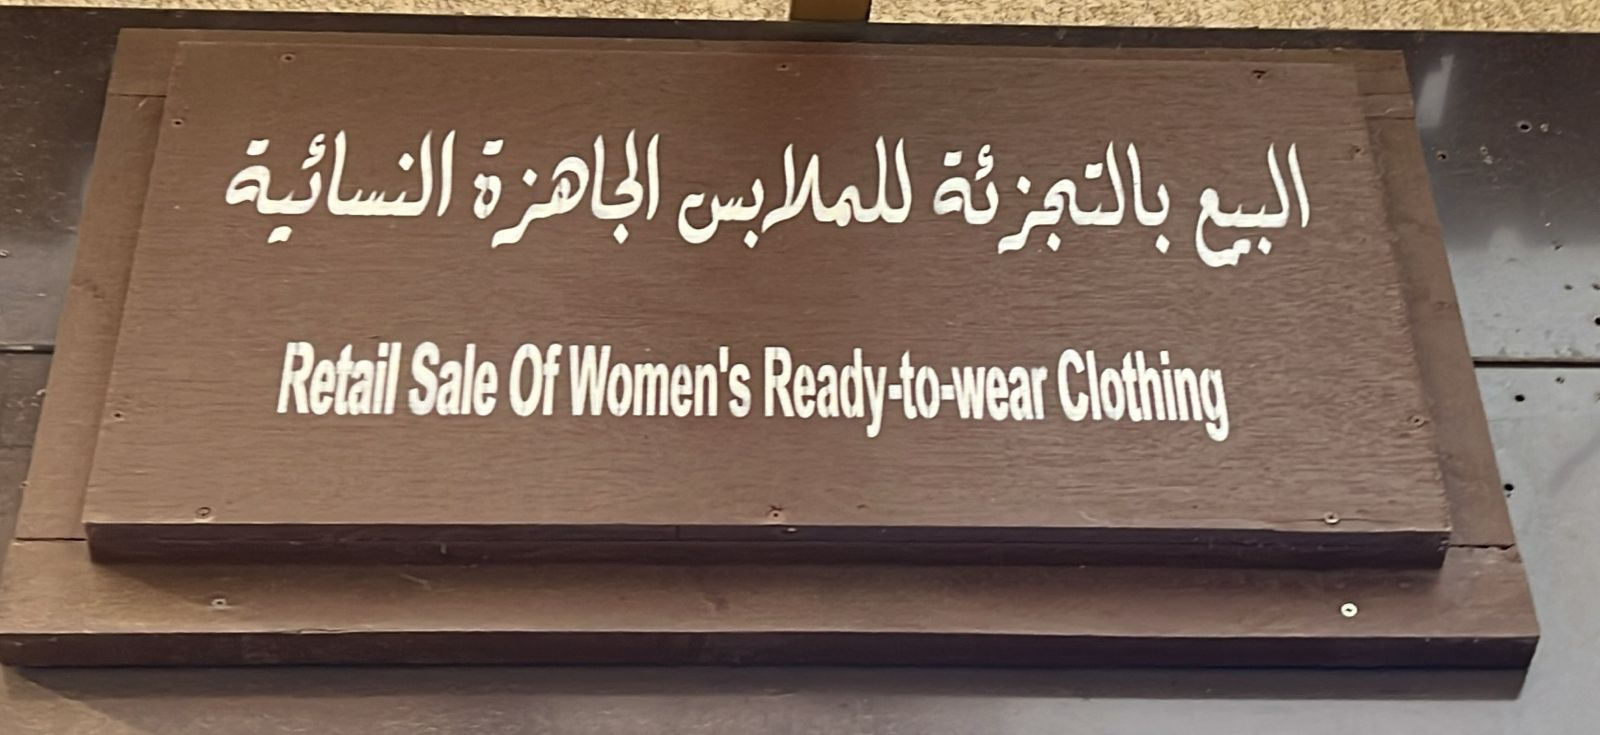 البيع بالتجزئة للملابس الجاهزة النسائية
Retail Sale Of Women's Ready-to-wear Clothing